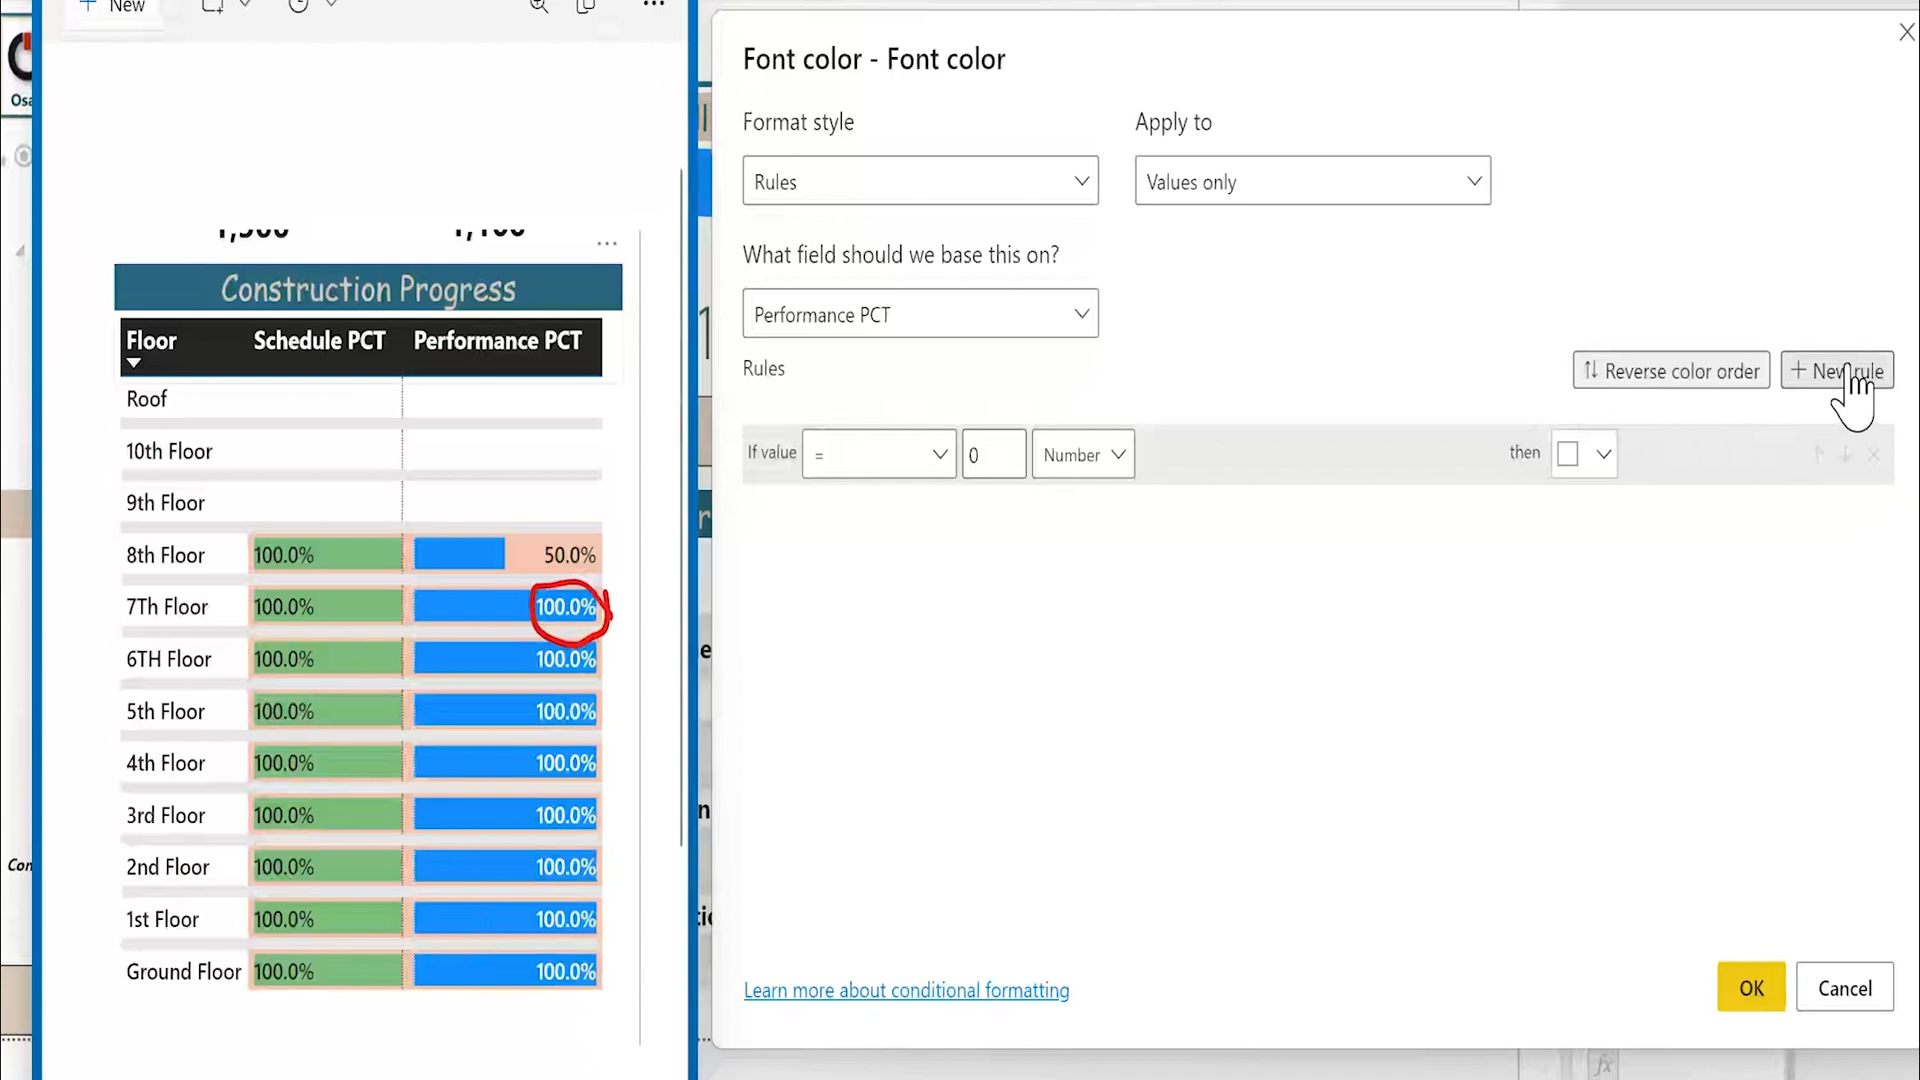 New
Osa
Construction Progress
Floor Schedule PCT Performance PCT
Roof
10th Floor
9th Floor
8th Floor 100.0% 50.0%
7Th Floor 100.0% 100.0%
6TH Floor 100.0% 100.0%
5th Floor 100.0% 100.0%
4th Floor 100.0% 100.0%
3rd Floor 100.0% 100.0%
2nd Floor 100.0% 100.0%
1st Floor 100.0% 100.0%
Ground Floor 100.0% 100.0%
Font color - Font color
Format style Apply to
Rules Values only
What field should we base this on?
Performance PCT
Rules Reverse color order New rule
If value = 0 Number then
Learn more about conditional formatting
OK Cancel
fx